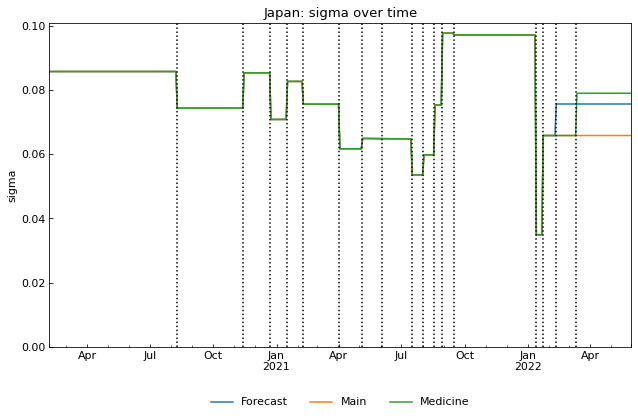 Japan: sigma over time
0.10
0.08
0.06
0.04
0.02
0.00
sigma
Apr Jul Oct Jan Apr Jul Oct Jan Apr
2021 2022
Forecast Main Medicine